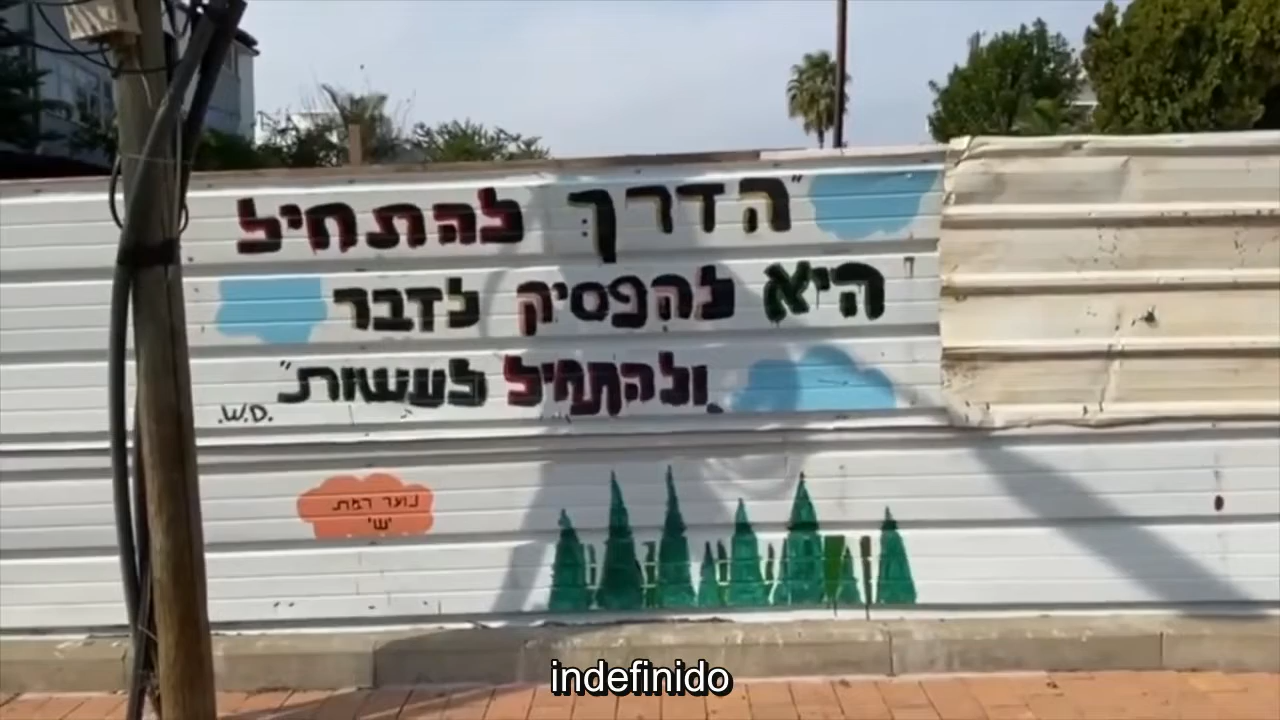 "הדרך להתחיל
היא להפסיק לדבר
ולהתחיל לעשות"
.W.D.
נוער רמת
ישי
indefinido